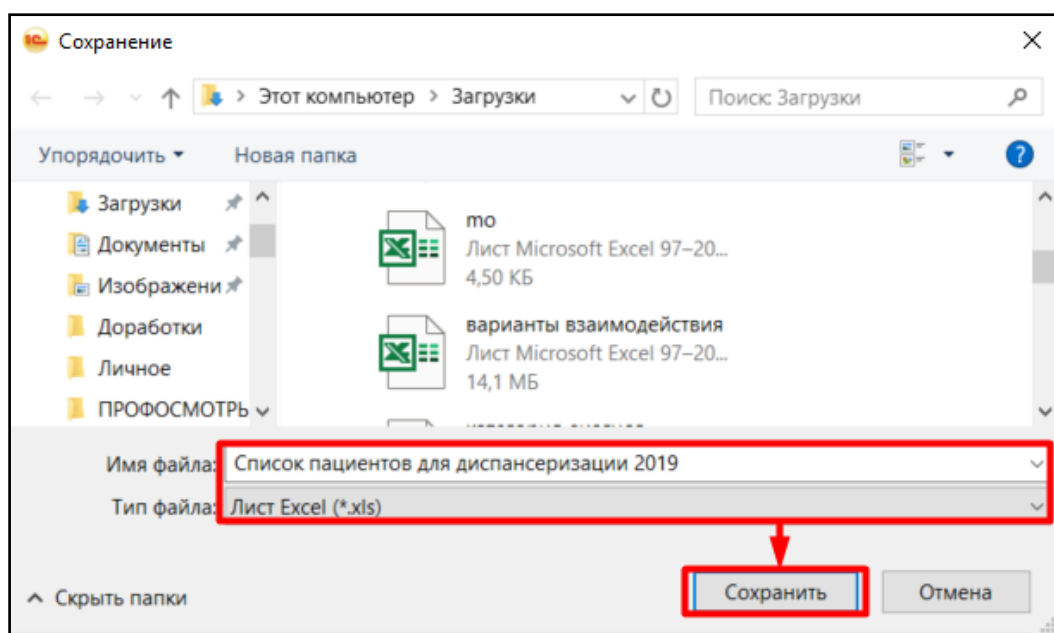 1С
Сохранение
Этот компьютер > Загрузки
Поиск: Загрузки
Упорядочить
Новая папка
?
Загрузки
Документы
Изображени
Доработки
Личное
ПРОФОСМОТРЬ
mo
Лист Microsoft Excel 97–20...
4,50 КБ
варианты взаимодействия
Лист Microsoft Excel 97–20...
14,1 МБ
Имя файла: Список пациентов для диспансеризации 2019
Тип файла: Лист Excel (*.xls)
Скрыть папки
Сохранить
Отмена